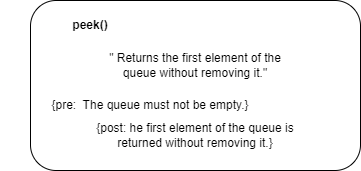 peek()
" Returns the first element of the
queue without removing it."
{pre:  The queue must not be empty.}
{post: he first element of the queue is
returned without removing it.}